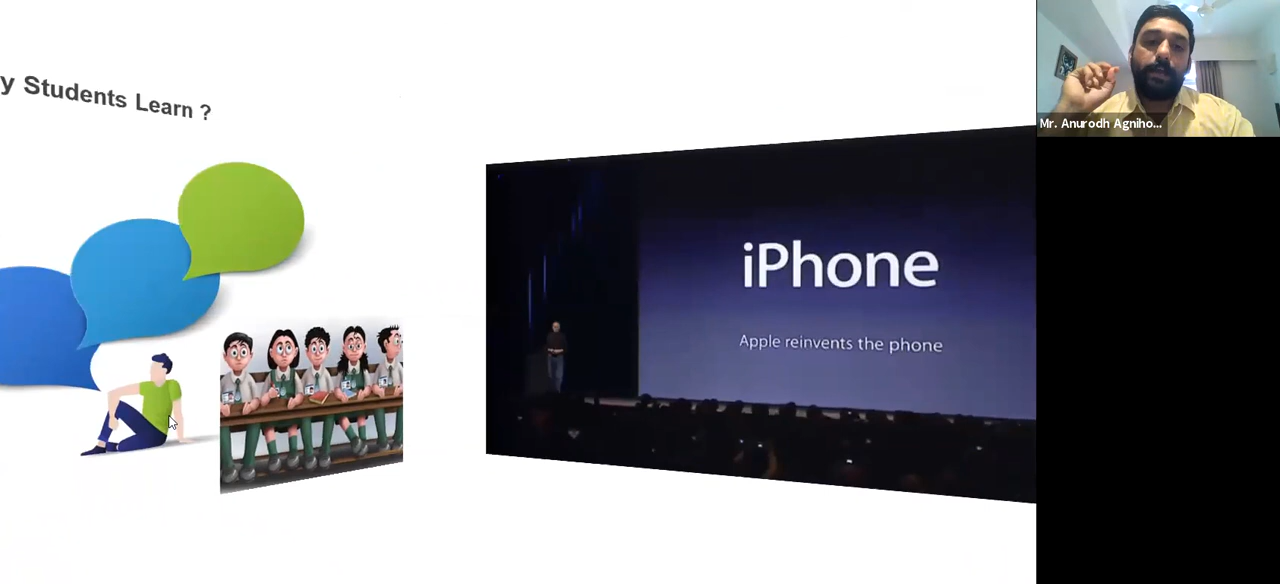 y Students Learn ?
iPhone
Apple reinvents the phone
Mr. Anurodh Agniho...